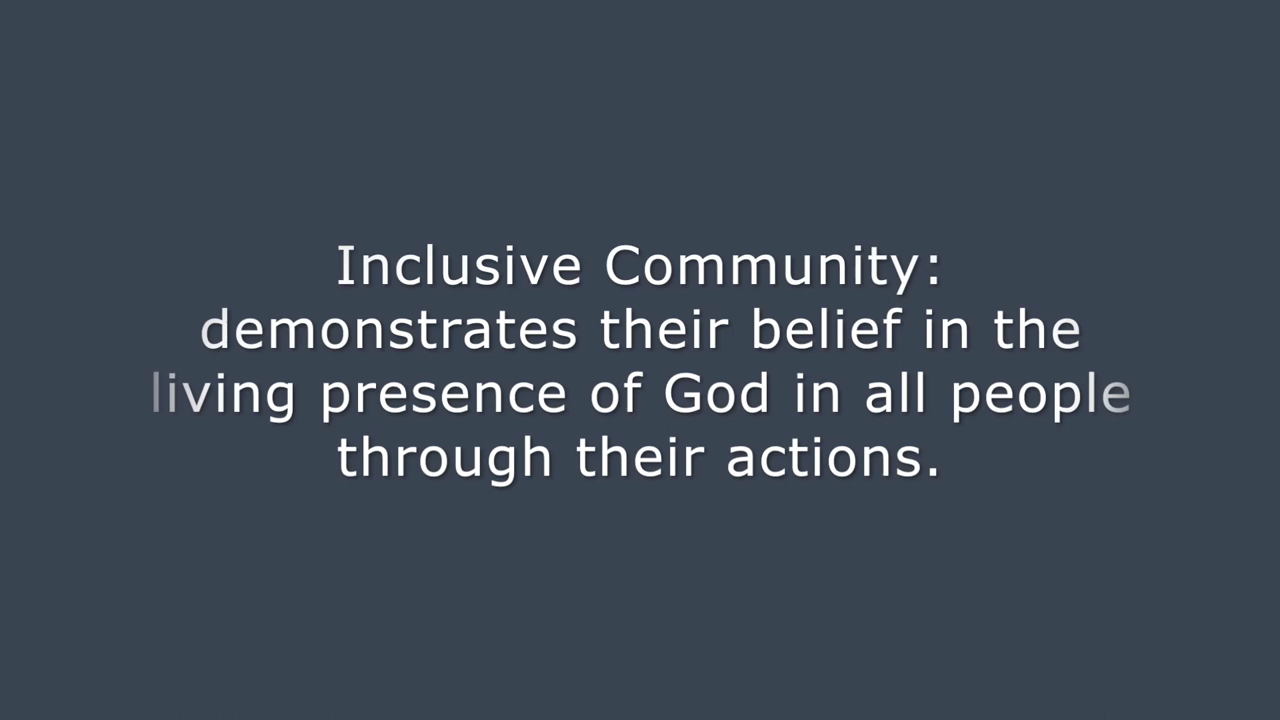 Inclusive Community:
demonstrates their belief in the
living presence of God in all people
through their actions.